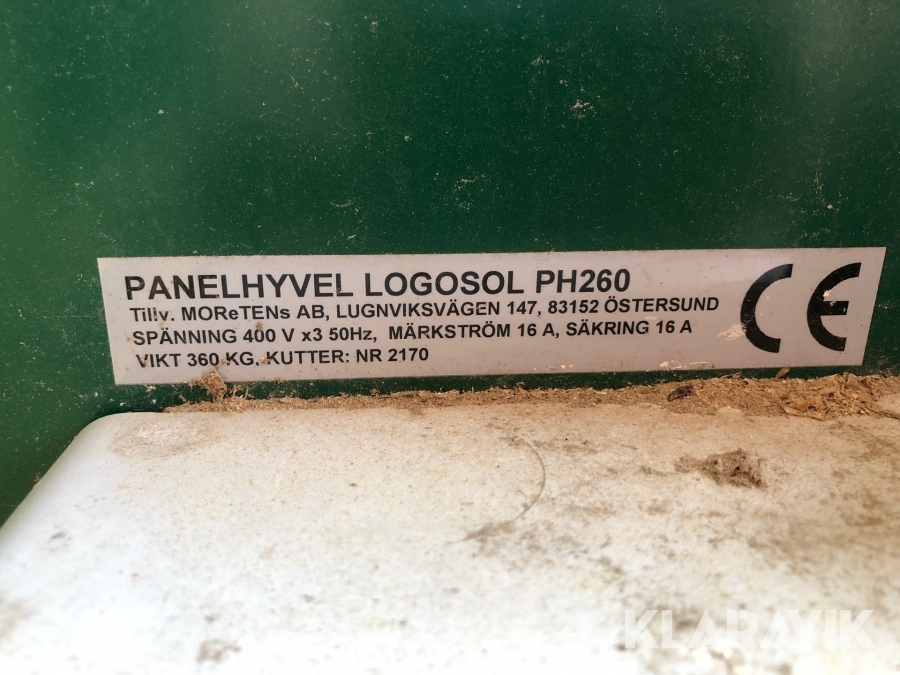 PANELHYVEL LOGOSOL PH260
Tillv. MOReTENs AB, LUGNVIKSVÄGEN 147, 83152 ÖSTERSUND
SPÄNNING 400 V x3 50Hz, MÄRKSTRÖM 16 A, SÄKRING 16 A
VIKT 360 KG, KUTTER: NR 2170
CE
KLARAVIK